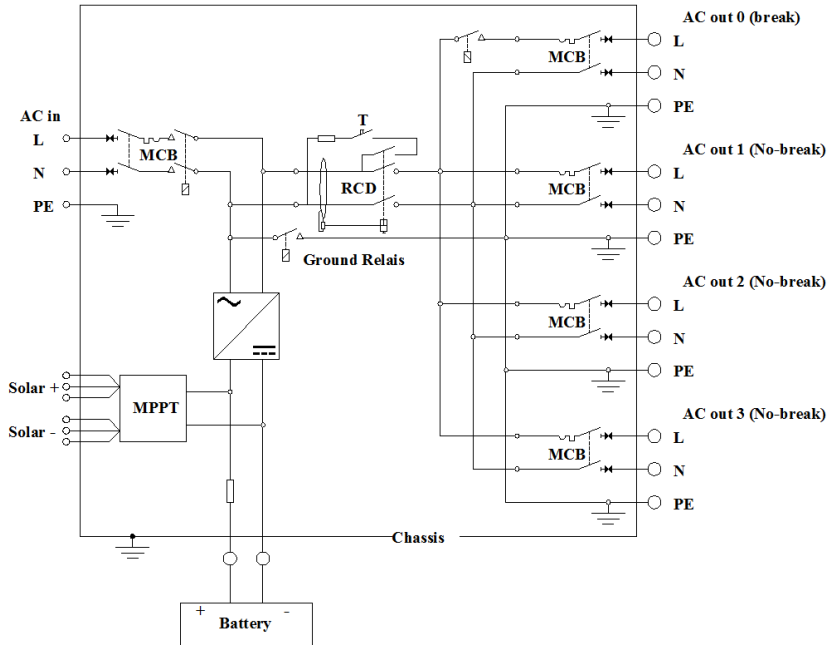 AC out 0 (break)
L
MCB
N
PE
AC in
L
MCB
N
PE
T
RCD
Ground Relais
AC out 1 (No-break)
L
MCB
N
PE
AC out 2 (No-break)
L
MCB
N
PE
Solar +
MPPT
Solar -
AC out 3 (No-break)
L
MCB
N
PE
Chassis
+ -
Battery